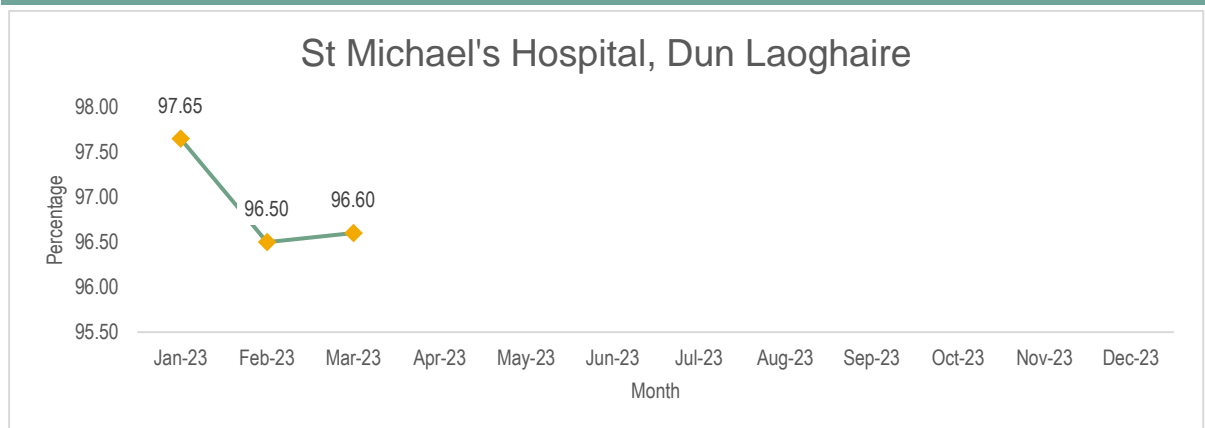 St Michael's Hospital, Dun Laoghaire
98.00
97.50
97.00
96.50
96.00
95.50
Percentage
97.65
96.50
96.60
Jan-23 Feb-23 Mar-23 Apr-23 May-23 Jun-23 Jul-23 Aug-23 Sep-23 Oct-23 Nov-23 Dec-23
Month